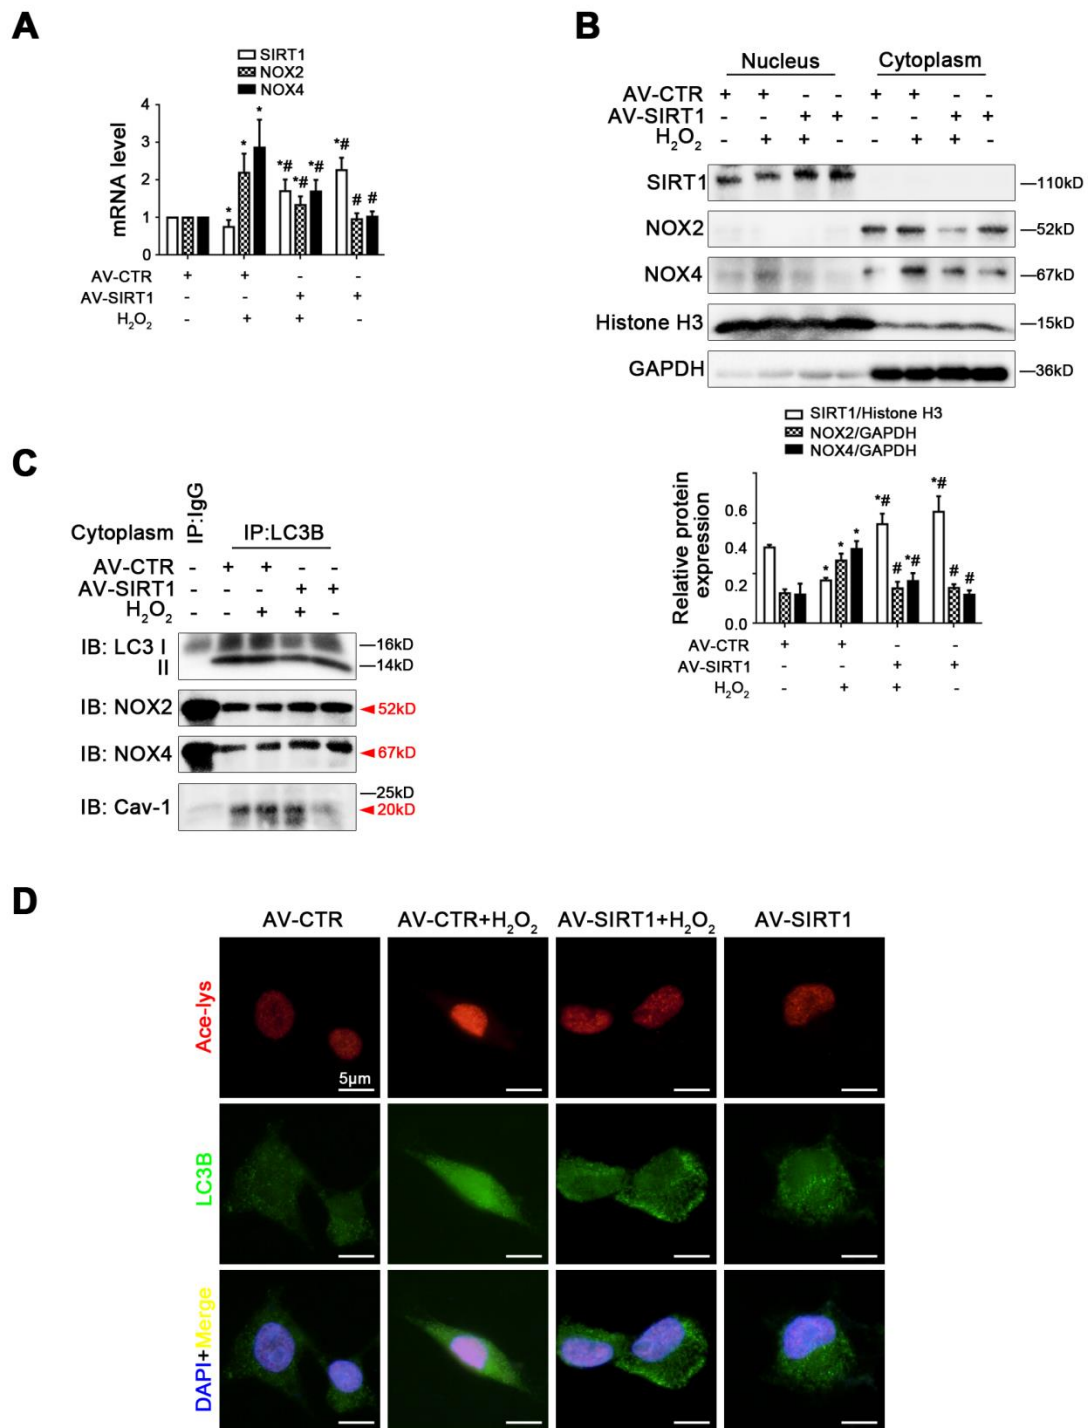 A
SIRT1
NOX2
NOX4
mRNA level
4
3
2
1
0
* * * *# *# *# *# # #
AV-CTR + + - -
AV-SIRT1 - - + +
H₂O₂ - + + -
B
Nucleus Cytoplasm
AV-CTR + + - - + + - -
AV-SIRT1 - - + + - - + +
H₂O₂ - + + - - + + -
SIRT1 —110kD
NOX2 —52kD
NOX4 —67kD
Histone H3 —15kD
GAPDH —36kD
SIRT1/Histone H3
NOX2/GAPDH
NOX4/GAPDH
Relative protein
expression
0.6
0.4
0.2
0.0
* * * *# # *# *# # #
AV-CTR + + - -
AV-SIRT1 - - + +
H₂O₂ - + + -
C
Cytoplasm IP:IgG IP:LC3B
AV-CTR - + + - -
AV-SIRT1 - - - + +
H₂O₂ - - + + -
IB: LC3 I —16kD
II —14kD
IB: NOX2 52kD
IB: NOX4 67kD
—25kD
IB: Cav-1 20kD
D
AV-CTR AV-CTR+H₂O₂ AV-SIRT1+H₂O₂ AV-SIRT1
Ace-lys
5μm
LC3B
DAPI+Merge